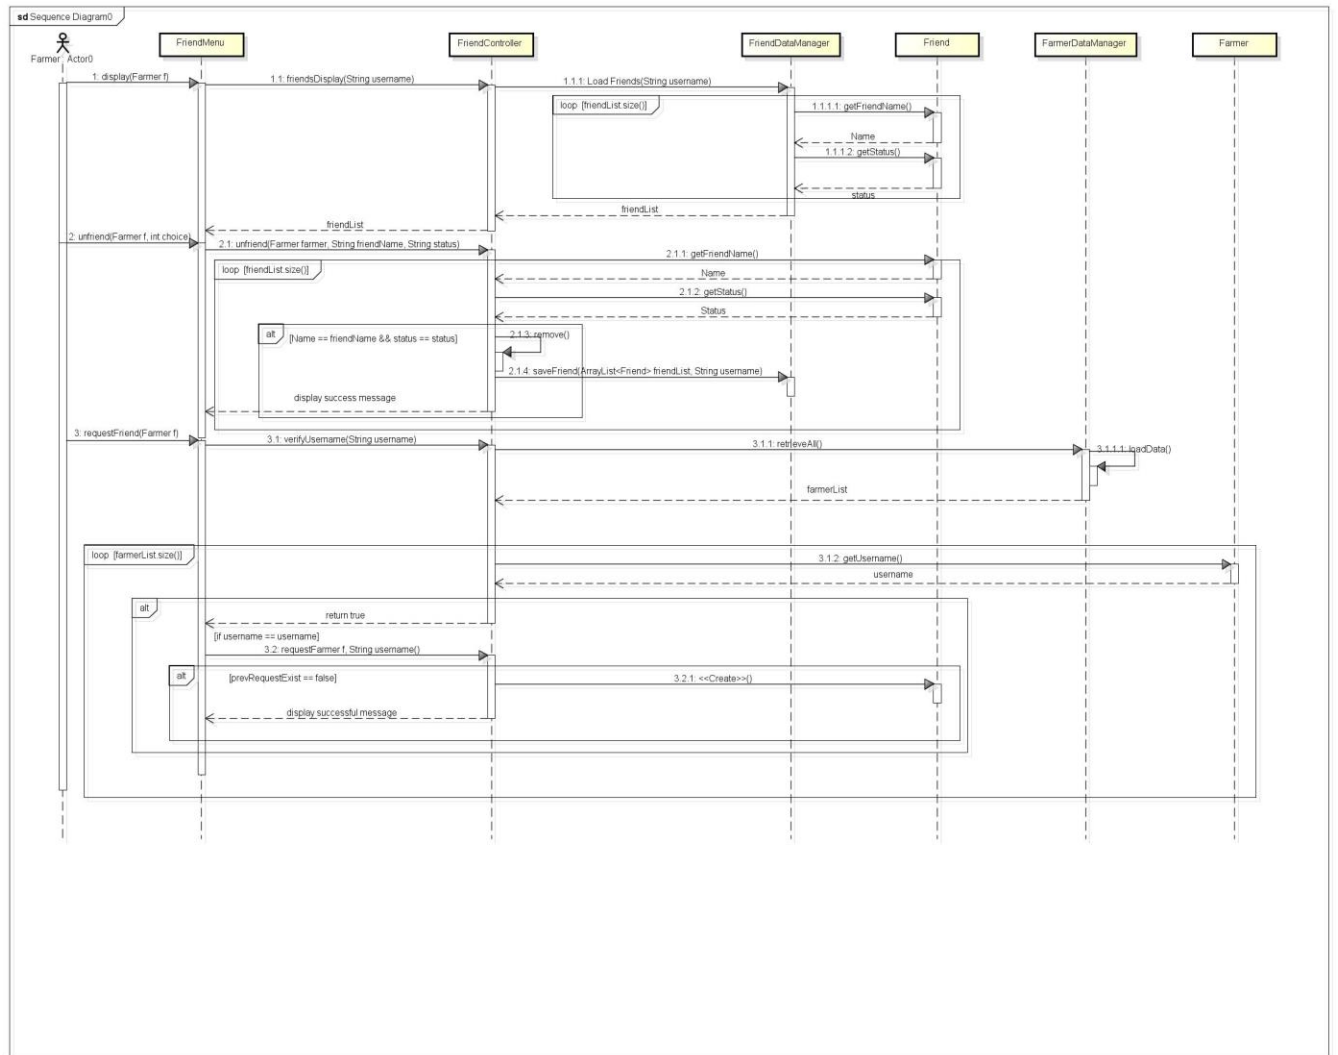 sd Sequence Diagram0
FriendMenu
FriendController
FriendDataManager
Friend
FarmerDataManager
Farmer
Farmer : Actor0
1: display(Farmer f)
1.1: friendsDisplay(String username)
1.1.1: Load Friends(String username)
loop [friendList.size()]
1.1.1.1: getFriendName()
Name
1.1.1.2: getStatus()
status
friendList
friendList
2: unfriend(Farmer f, int choice)
2.1: unfriend(Farmer farmer, String friendName, String status)
2.1.1: getFriendName()
loop [friendList.size()]
Name
2.1.2: getStatus()
Status
alt [Name == friendName && status == status]
2.1.3: remove()
2.1.4: saveFriend(ArrayList<Friend> friendList, String username)
display success message
3: requestFriend(Farmer f)
3.1: verifyUsername(String username)
3.1.1: retrieveAll()
3.1.1.1: loadData()
farmerList
loop [farmerList.size()]
3.1.2: getUsername()
username
alt
return true
[if username == username]
3.2: requestFarmer f, String username()
alt [prevRequestExist == false]
3.2.1: <<Create>>()
display successful message